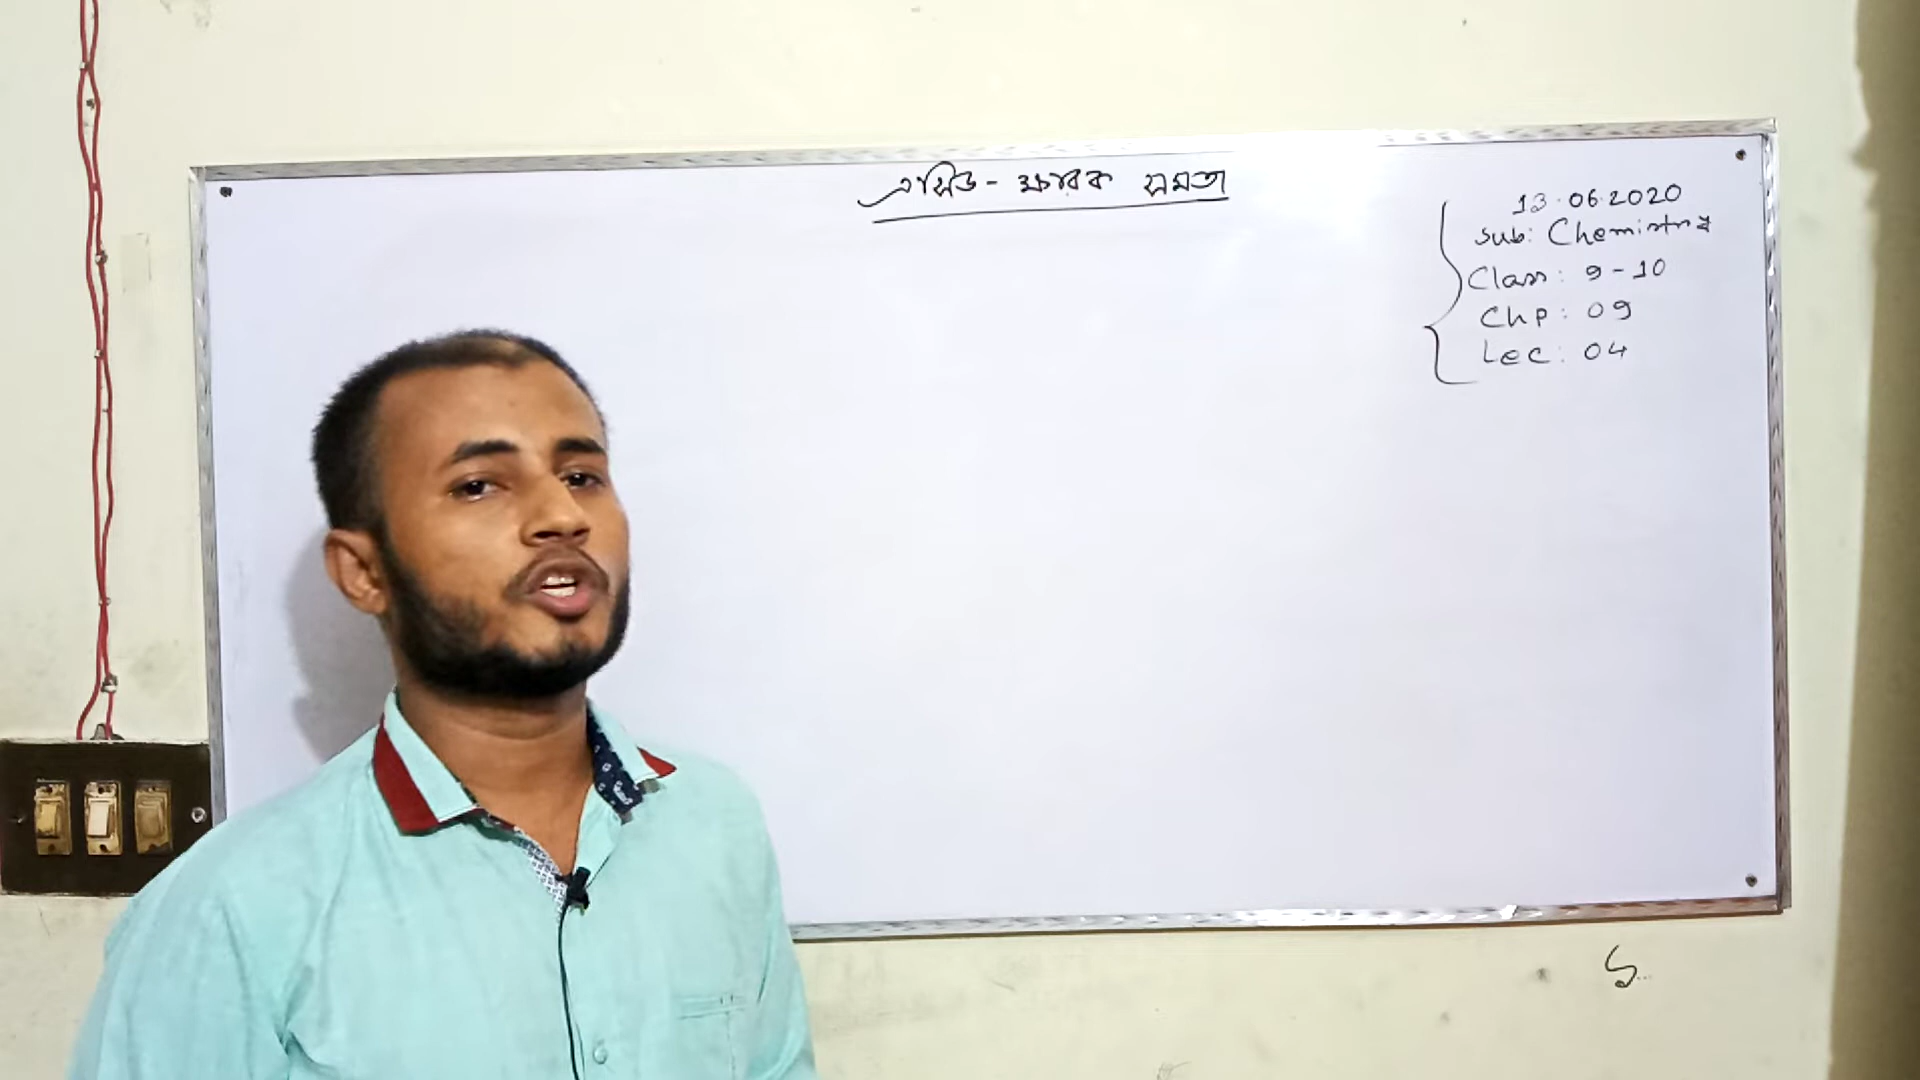 এসিড - ক্ষারক সমতা
13.06.2020
Sub: Chemistry
Class: 9-10
Chp: 09
Lec: 04
S...